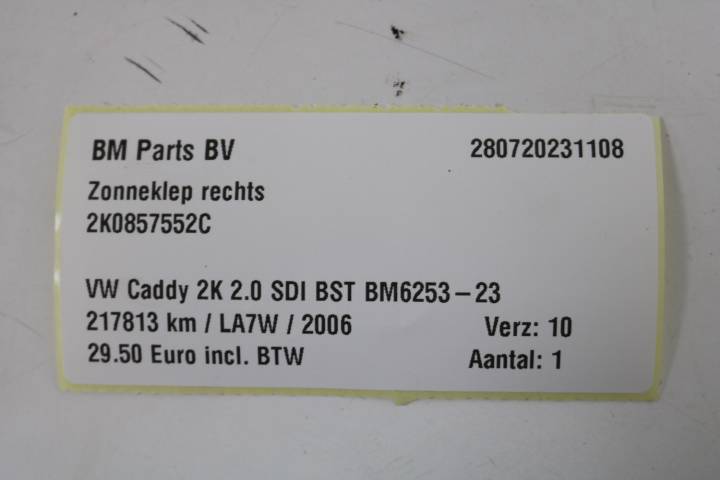 BM Parts BV 280720231108
Zonneklep rechts
2K0857552C
VW Caddy 2K 2.0 SDI BST BM6253-23
217813 km / LA7W / 2006 Verz: 10
29.50 Euro incl. BTW Aantal: 1